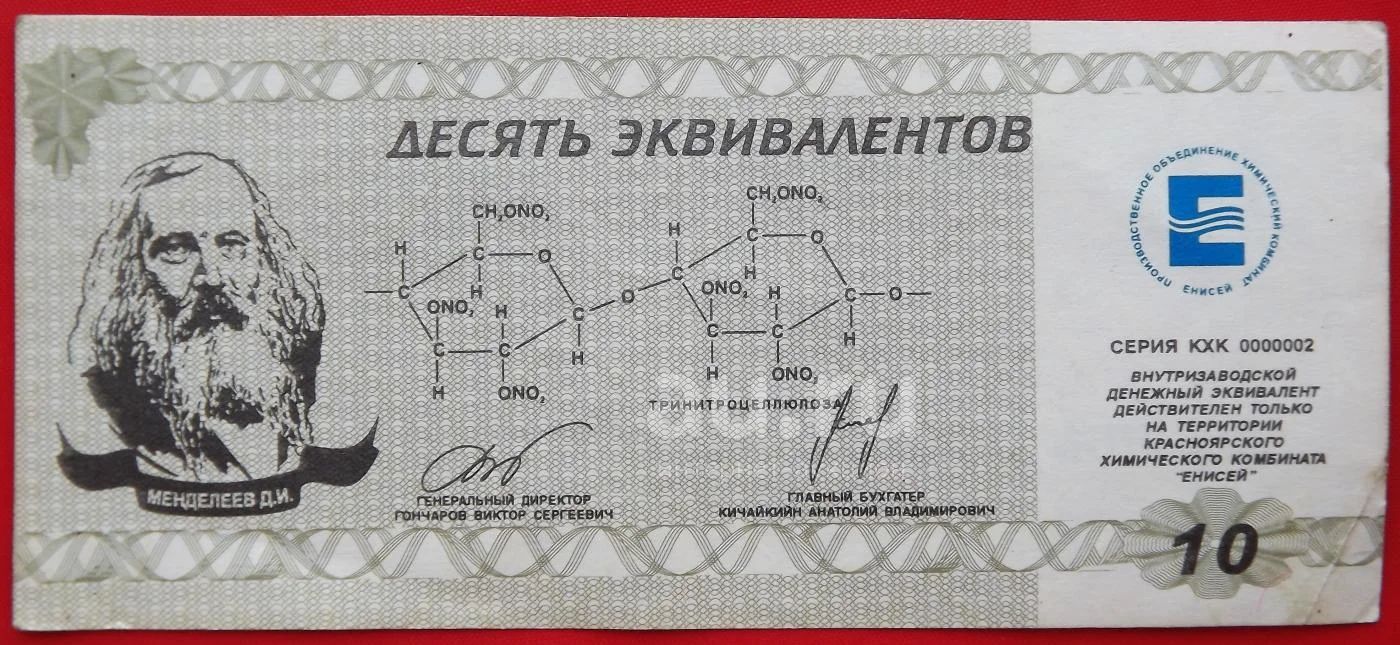 ДЕСЯТЬ ЭКВИВАЛЕНТОВ
CH₂ONO₂
CH₂ONO₂
H
H
C
O
C
O
H
H
C
O
C
ONO₂
H
C
O
ONO₂
H
C
C
C
H
C
C
H
H
ONO₂
H
ONO₂
ТРИНИТРОЦЕЛЛЮЛОЗА
МЕНДЕЛЕЕВ Д.И.
ГЕНЕРАЛЬНЫЙ ДИРЕКТОР
ГОНЧАРОВ ВИКТОР СЕРГЕЕВИЧ
ГЛАВНЫЙ БУХГАТЕР
КИЧАЙКИЙН АНАТОЛИЙ ВЛАДИМИРОВИЧ
ПРОИЗВОДСТВЕННОЕ ОБЪЕДИНЕНИЕ ХИМИЧЕСКИЙ КОМБИНАТ
ЕНИСЕЙ
Е
СЕРИЯ КХК 0000002
ВНУТРИЗАВОДСКОЙ
ДЕНЕЖНЫЙ ЭКВИВАЛЕНТ
ДЕЙСТВИТЕЛЕН ТОЛЬКО
НА ТЕРРИТОРИИ
КРАСНОЯРСКОГО
ХИМИЧЕСКОГО КОМБИНАТА
"ЕНИСЕЙ"
10